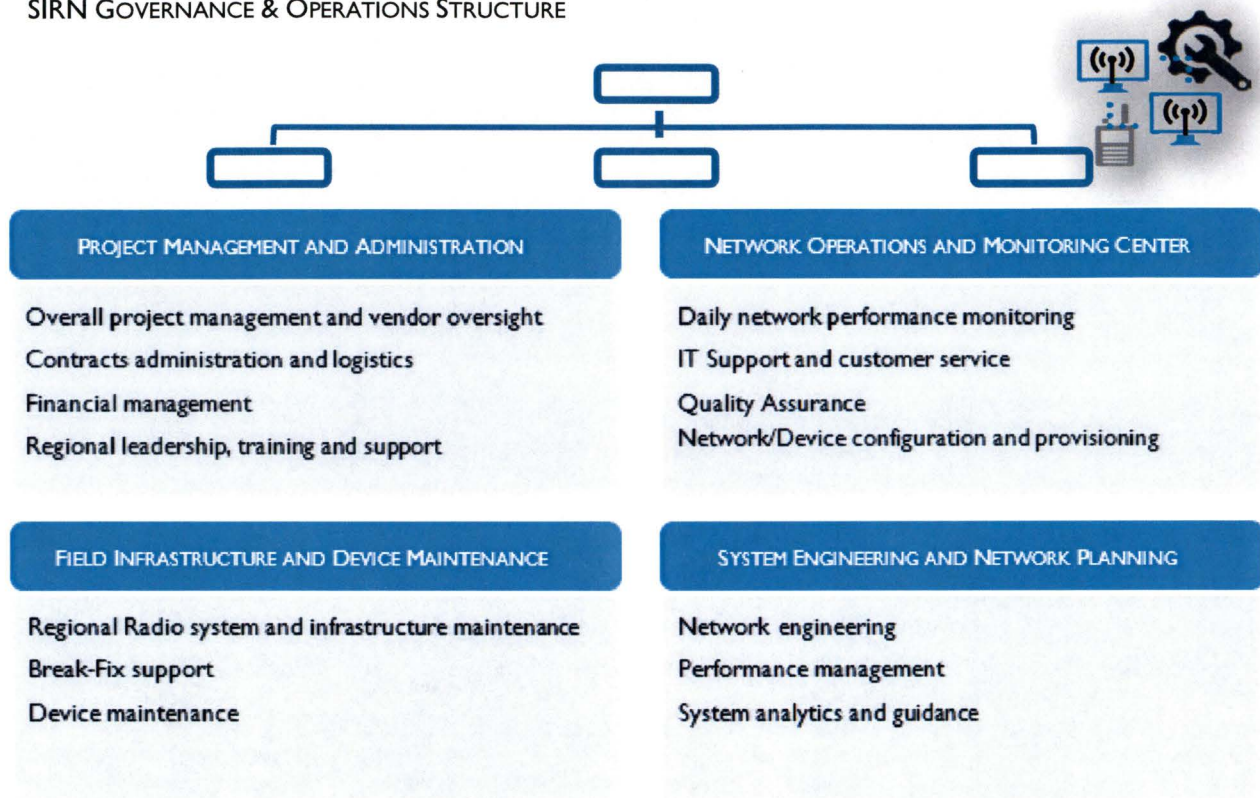 SIRN GOVERNANCE & OPERATIONS STRUCTURE
PROJECT MANAGEMENT AND ADMINISTRATION
Overall project management and vendor oversight
Contracts administration and logistics
Financial management
Regional leadership, training and support
NETWORK OPERATIONS AND MONITORING CENTER
Daily network performance monitoring
IT Support and customer service
Quality Assurance
Network/Device configuration and provisioning
FIELD INFRASTRUCTURE AND DEVICE MAINTENANCE
Regional Radio system and infrastructure maintenance
Break-Fix support
Device maintenance
SYSTEM ENGINEERING AND NETWORK PLANNING
Network engineering
Performance management
System analytics and guidance